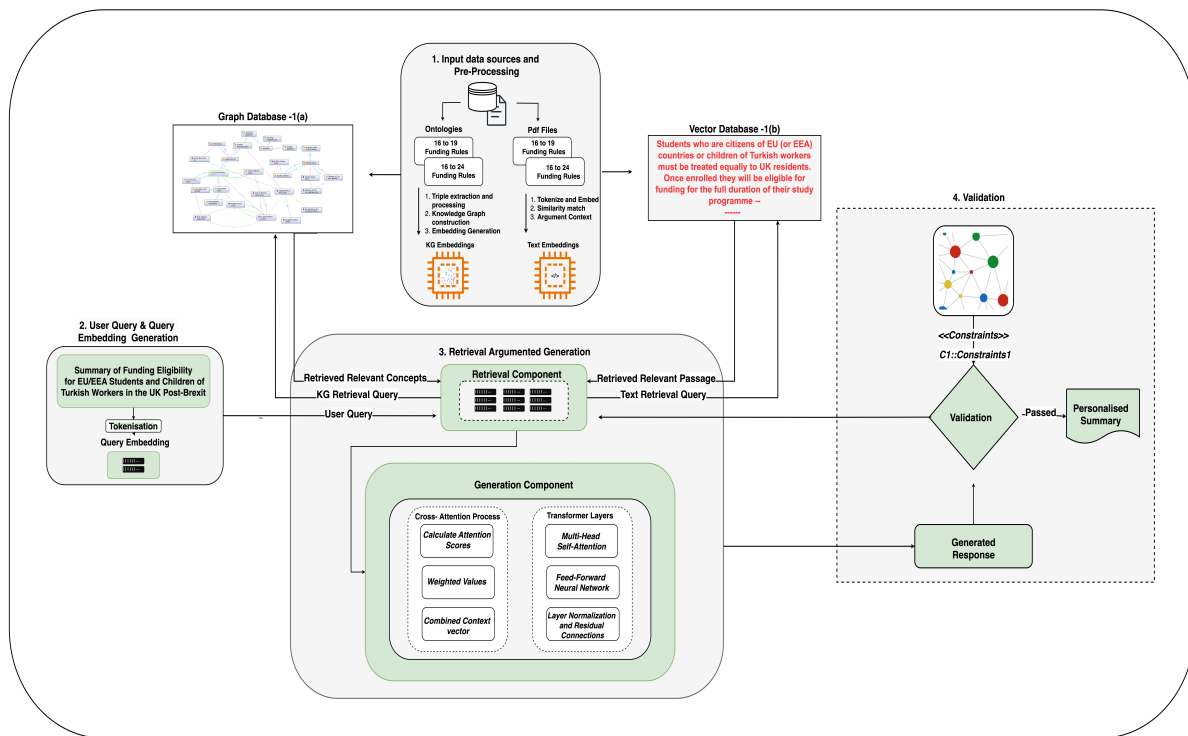 1. Input data sources and
Pre-Processing
Ontologies
16 to 19
Funding Rules
16 to 24
Funding Rules
1. Triple extraction and
processing
2. Knowledge Graph
construction
3. Embedding Generation
KG Embeddings
Pdf Files
16 to 19
Funding Rules
16 to 24
Funding Rules
1. Tokenize and Embed
2. Similarity match
3. Argument Context
Text Embeddings
</>
Graph Database -1(a)
Vector Database -1(b)
Students who are citizens of EU (or EEA)
countries or children of Turkish workers
must be treated equally to UK residents.
Once enrolled they will be eligible for
funding for the full duration of their study
programme --
------
2. User Query & Query
Embedding Generation
Summary of Funding Eligibility
for EU/EEA Students and Children of
Turkish Workers in the UK Post-Brexit
Tokenisation
Query Embedding
3. Retrieval Argumented Generation
Retrieved Relevant Concepts
KG Retrieval Query
User Query
~
Retrieval Component
Retrieved Relevant Passage
Text Retrieval Query
Generation Component
Cross- Attention Process
Calculate Attention
Scores
Weighted Values
Combined Context
vector
Transformer Layers
Multi-Head
Self-Attention
Feed-Forward
Neural Network
Layer Normalization
and Residual
Connections
4. Validation
<<Constraints>>
C1::Constraints1
Validation
Passed
Personalised
Summary
Generated
Response